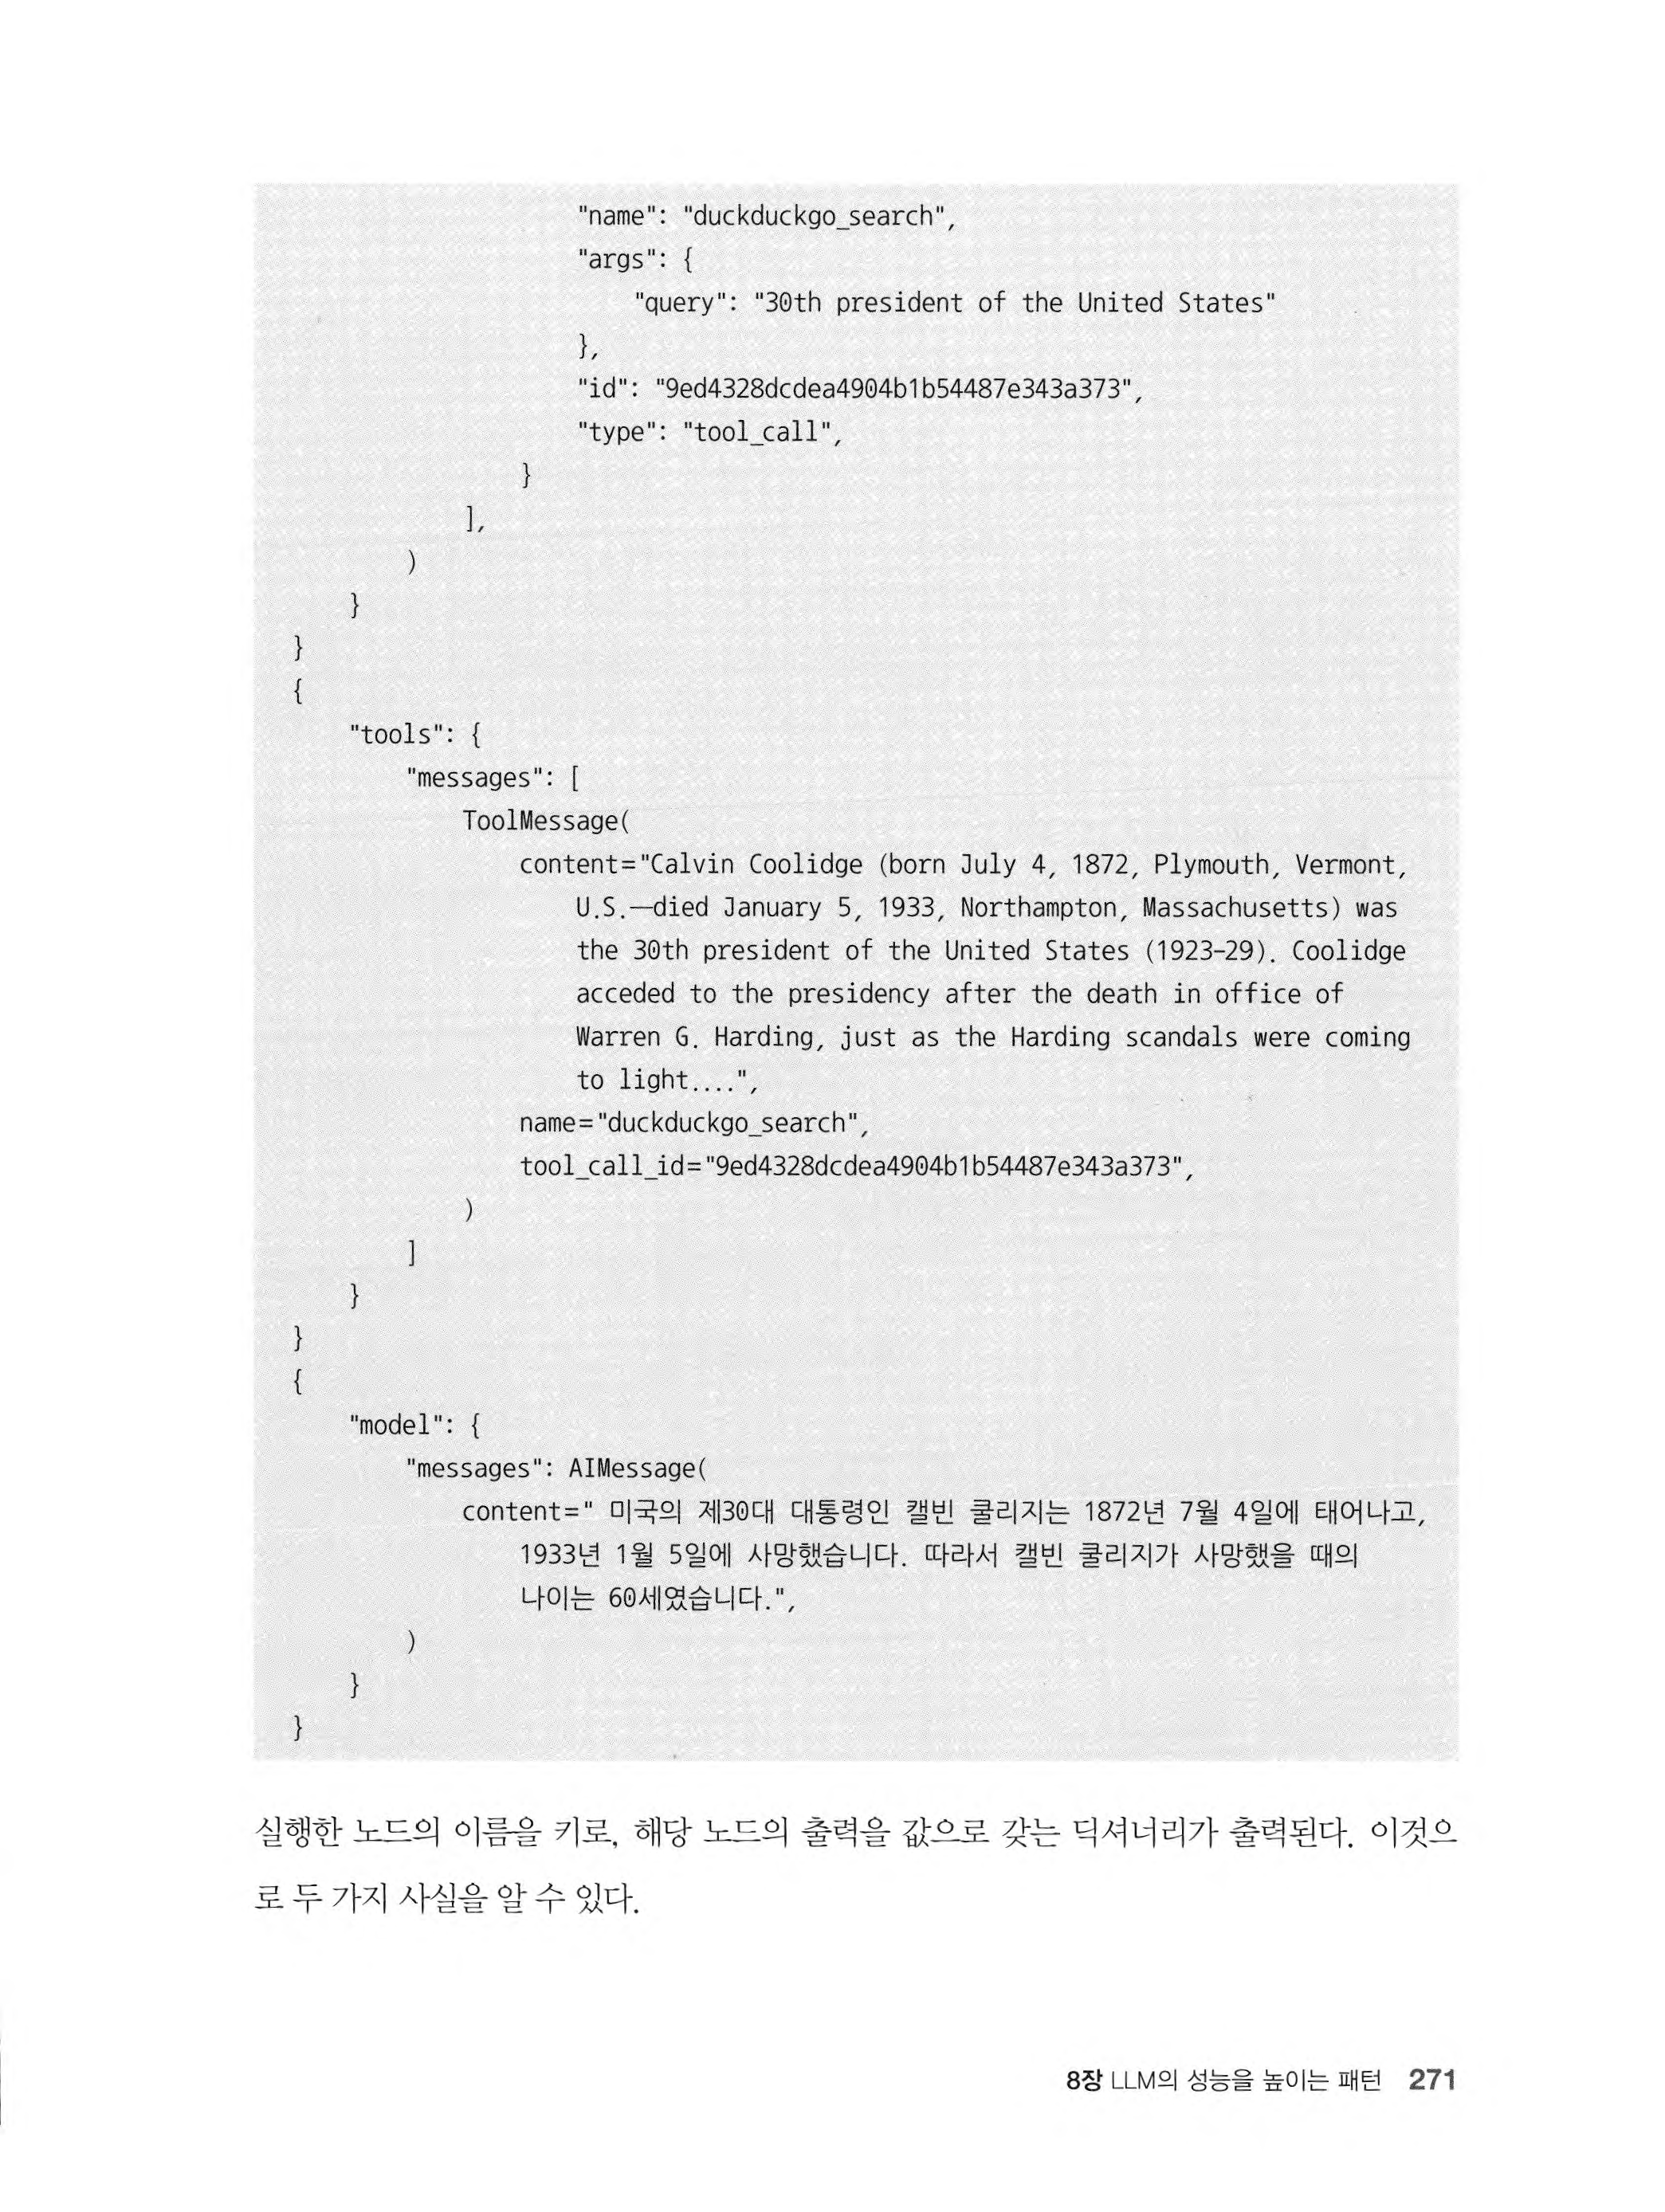 "name": "duckduckgo_search",
"args": {
"query": "30th president of the United States"
},
"id": "9ed4328dcdea4904b1b54487e343a373",
"type": "tool_call",
}
],
)
}
}
{
"tools": {
"messages": [
ToolMessage(
content="Calvin Coolidge (born July 4, 1872, Plymouth, Vermont,
U.S.—died January 5, 1933, Northampton, Massachusetts) was
the 30th president of the United States (1923–29). Coolidge
acceded to the presidency after the death in office of
Warren G. Harding, just as the Harding scandals were coming
to light....",
name="duckduckgo_search",
tool_call_id="9ed4328dcdea4904b1b54487e343a373",
)
]
}
}
{
"model": {
"messages": AIMessage(
content=" 미국의 제30대 대통령인 캘빈 쿨리지는 1872년 7월 4일에 태어나고,
1933년 1월 5일에 사망했습니다. 따라서 캘빈 쿨리지가 사망했을 때의
나이는 60세였습니다.",
)
}
}
실행한 노드의 이름을 키로, 해당 노드의 출력을 값으로 갖는 딕셔너리가 출력된다. 이것으
로 두 가지 사실을 알 수 있다.
8장 LLM의 성능을 높이는 패턴 271